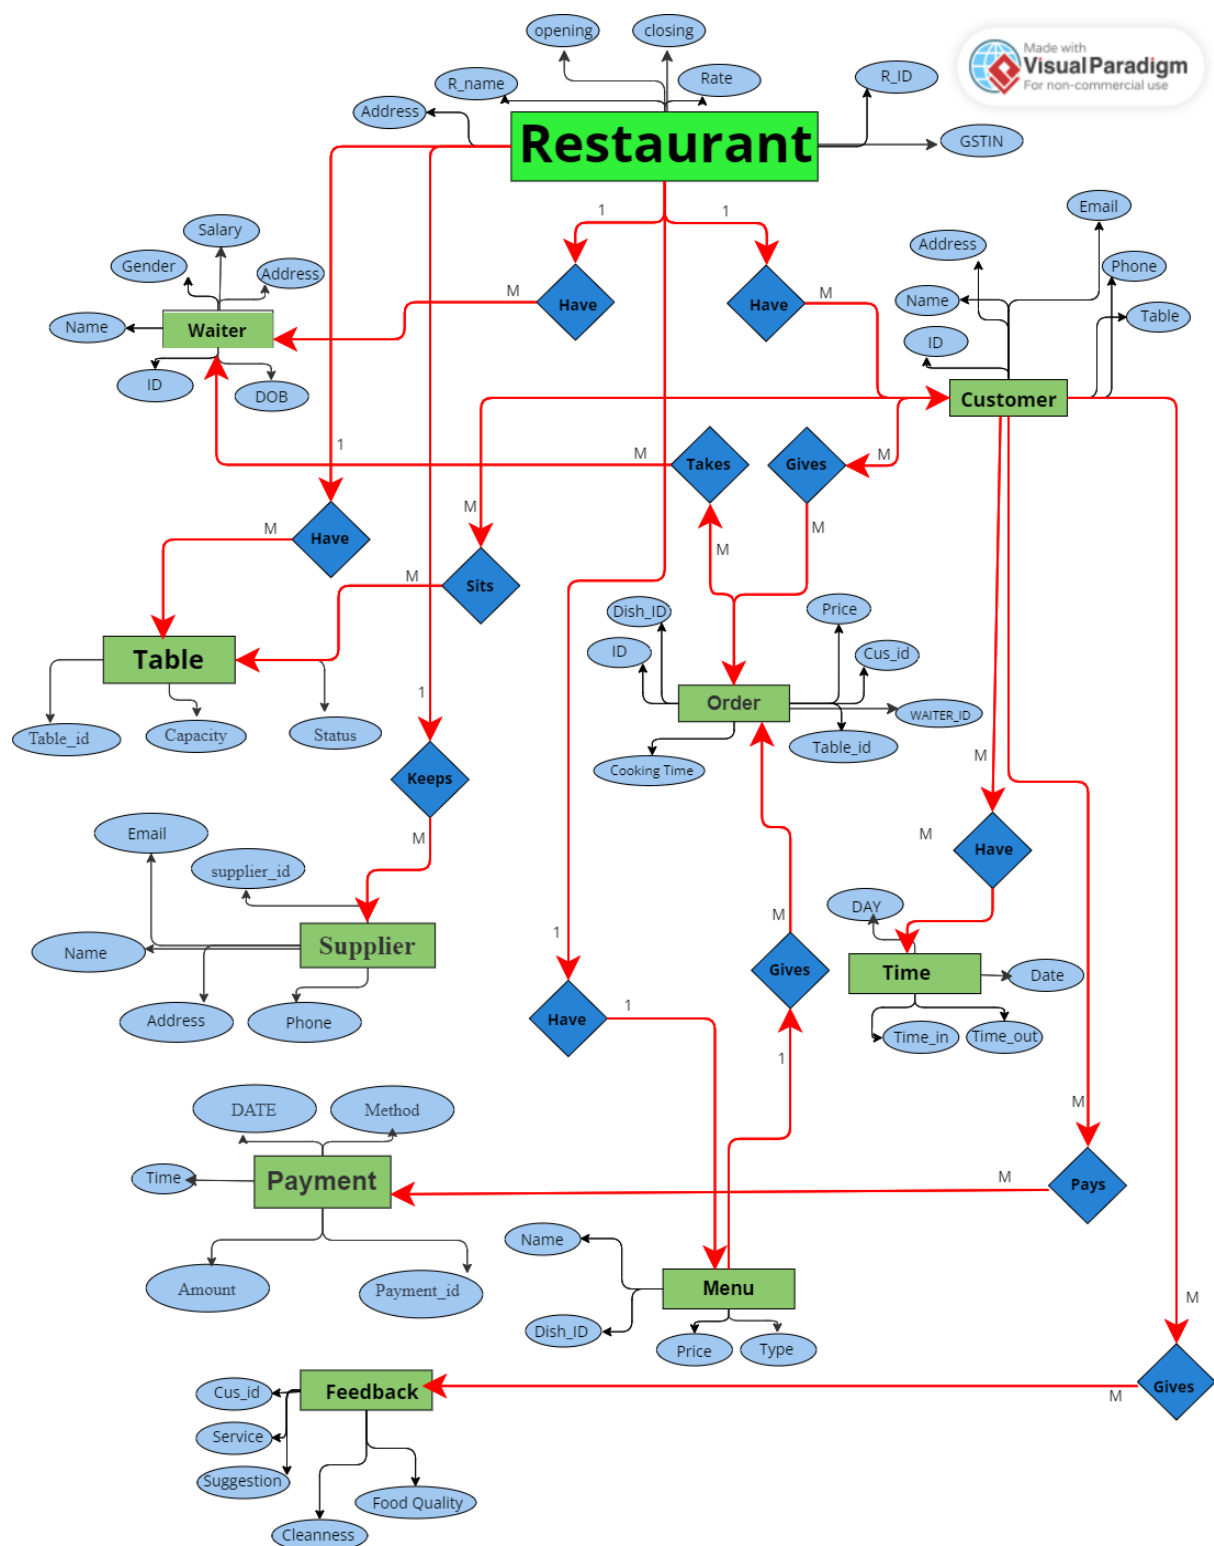 opening
closing
Made with
Visual Paradigm
For non-commercial use
R_name
Rate
R_ID
Address
Restaurant
GSTIN
Email
1
1
Salary
Address
Gender
Address
Phone
M
Have
Have
M
Name
Table
Name
Waiter
ID
ID
DOB
Customer
1
M
Takes
Gives
M
M
M
M
Have
M
M
Sits
Dish_ID
Price
ID
Cus_id
Table
1
Order
WAITER_ID
Table_id
Capacity
Status
Table_id
M
Keeps
Cooking Time
Email
M
M
Have
supplier_id
DAY
M
Supplier
1
Name
Gives
Time
Date
1
Address
Phone
Have
Time_in
Time_out
1
DATE
Method
M
Time
Payment
M
Pays
Name
Amount
Payment_id
Menu
M
Dish_ID
Price
Type
Cus_id
Feedback
M
Gives
Service
Suggestion
Food Quality
Cleanness